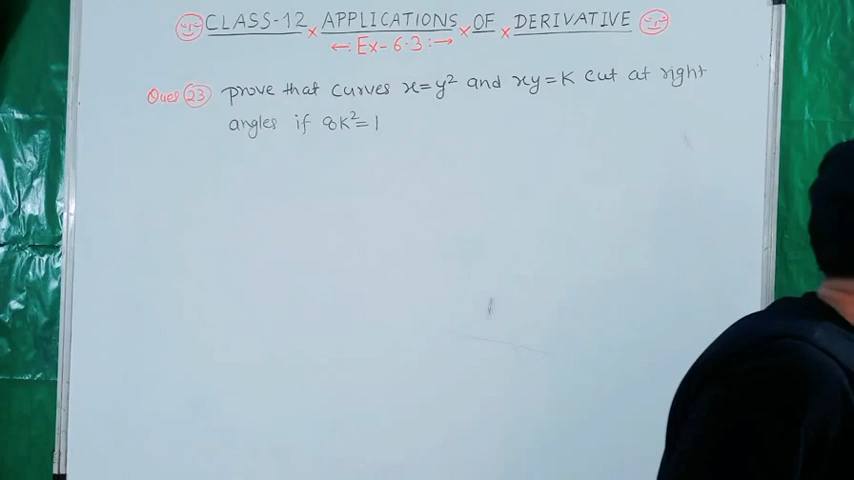 CLASS-12 × APPLICATIONS × OF × DERIVATIVE
←: Ex-6.3 :→
Ques 23 prove that curves x=y² and xy=K cut at right
angles if 8K²=1